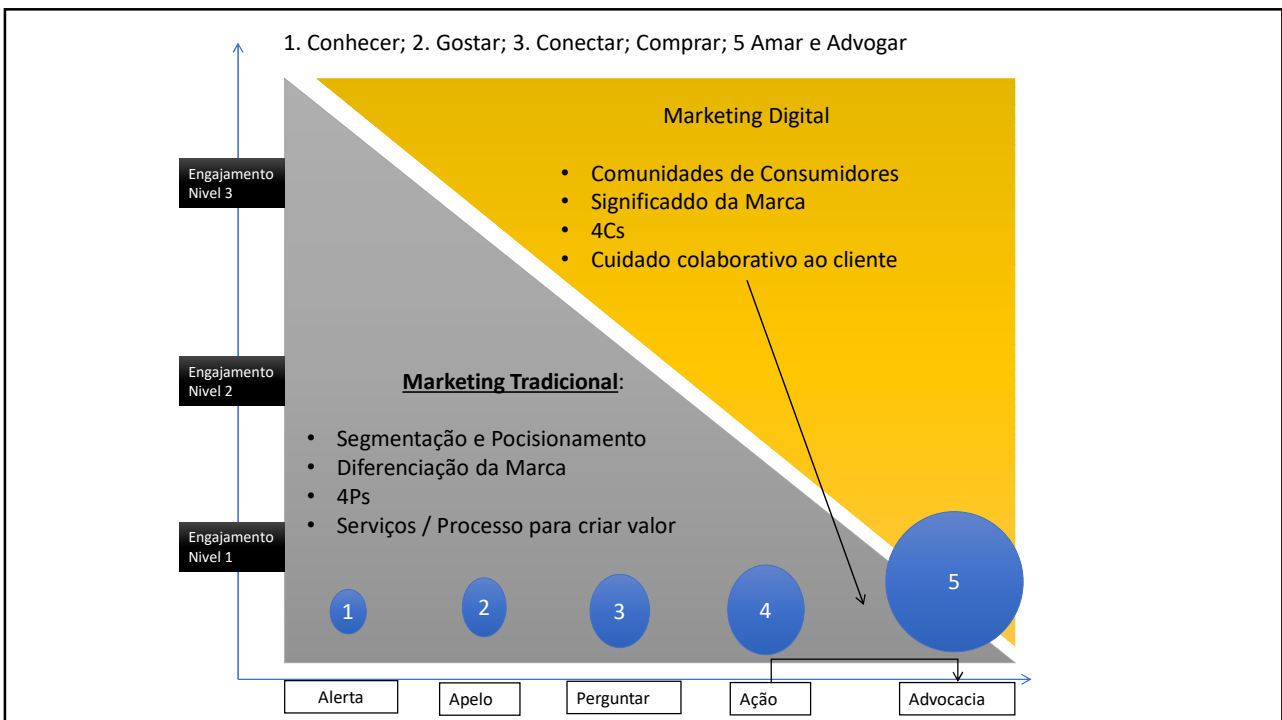 1. Conhecer; 2. Gostar; 3. Conectar; Comprar; 5 Amar e Advogar
Marketing Digital
• Comunidades de Consumidores
• Significaddo da Marca
• 4Cs
• Cuidado colaborativo ao cliente
Engajamento
Nivel 3
Engajamento
Nivel 2
Marketing Tradicional:
• Segmentação e Pocisionamento
• Diferenciação da Marca
• 4Ps
• Serviços / Processo para criar valor
Engajamento
Nivel 1
1
2
3
4
5
Alerta
Apelo
Perguntar
Ação
Advocacia